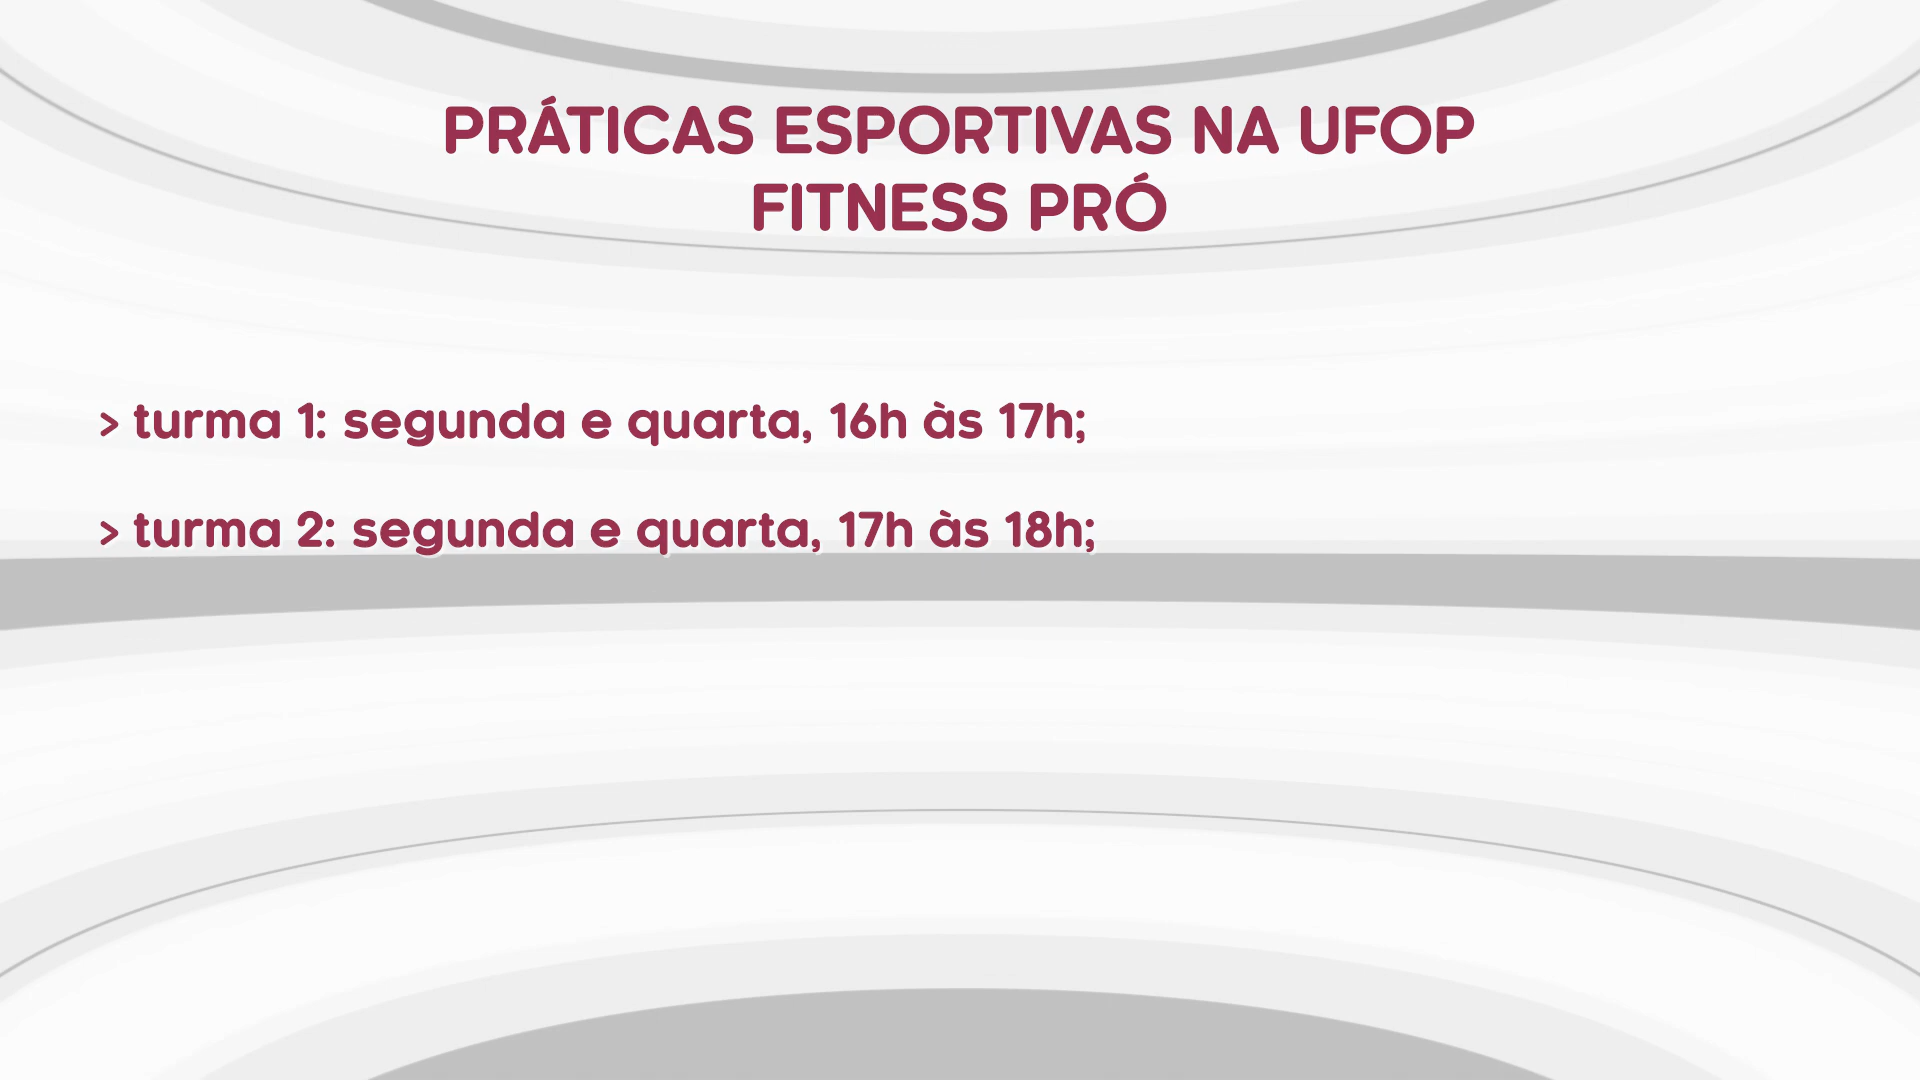 PRÁTICAS ESPORTIVAS NA UFOP
FITNESS PRÓ
> turma 1: segunda e quarta, 16h às 17h;
> turma 2: segunda e quarta, 17h às 18h;